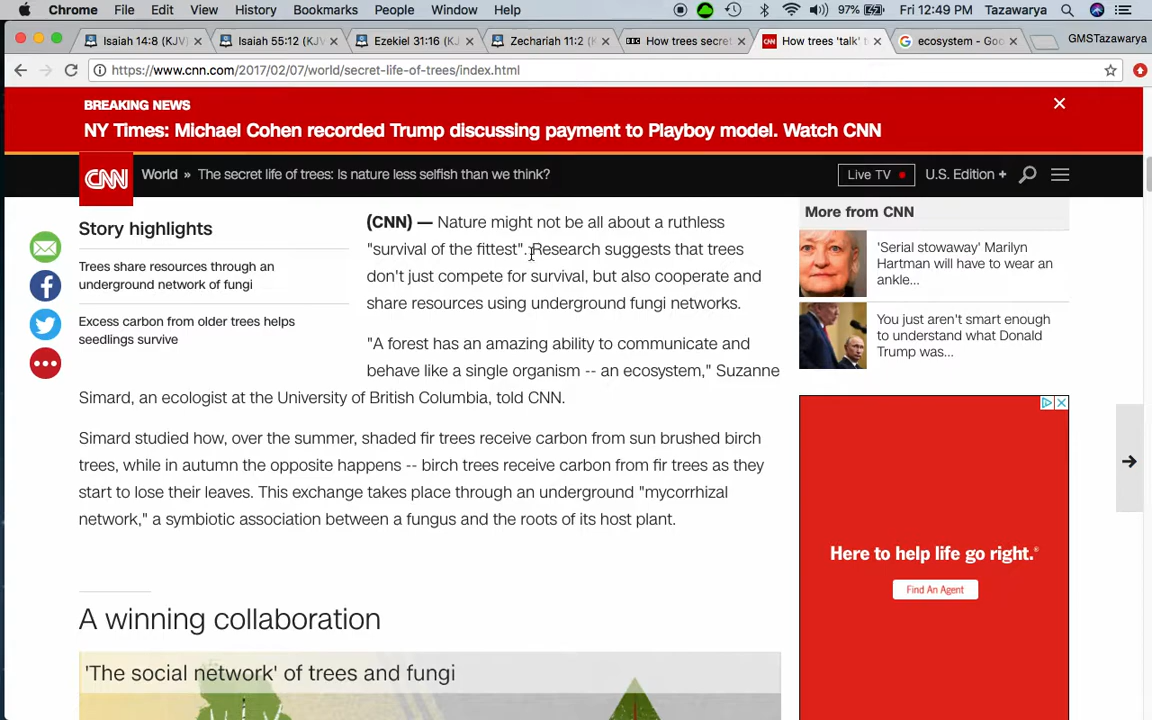 Chrome File Edit View History Bookmarks People Window Help 97% Fri 12:49 PM Tazawarya
Isaiah 14:8 (KJV) Isaiah 55:12 (KJV Ezekiel 31:16 (KJ Zechariah 11:2 (K How trees secret How trees 'talk' t ecosystem - Goo GMSTazawarya
https://www.cnn.com/2017/02/07/world/secret-life-of-trees/index.html
BREAKING NEWS
NY Times: Michael Cohen recorded Trump discussing payment to Playboy model. Watch CNN
CNN World » The secret life of trees: Is nature less selfish than we think? Live TV U.S. Edition +
Story highlights
Trees share resources through an
underground network of fungi
Excess carbon from older trees helps
seedlings survive
(CNN) — Nature might not be all about a ruthless
"survival of the fittest". Research suggests that trees
don't just compete for survival, but also cooperate and
share resources using underground fungi networks.
"A forest has an amazing ability to communicate and
behave like a single organism -- an ecosystem," Suzanne
Simard, an ecologist at the University of British Columbia, told CNN.
Simard studied how, over the summer, shaded fir trees receive carbon from sun brushed birch
trees, while in autumn the opposite happens -- birch trees receive carbon from fir trees as they
start to lose their leaves. This exchange takes place through an underground "mycorrhizal
network," a symbiotic association between a fungus and the roots of its host plant.
A winning collaboration
'The social network' of trees and fungi
More from CNN
'Serial stowaway' Marilyn
Hartman will have to wear an
ankle...
You just aren't smart enough
to understand what Donald
Trump was...
Here to help life go right.®
Find An Agent